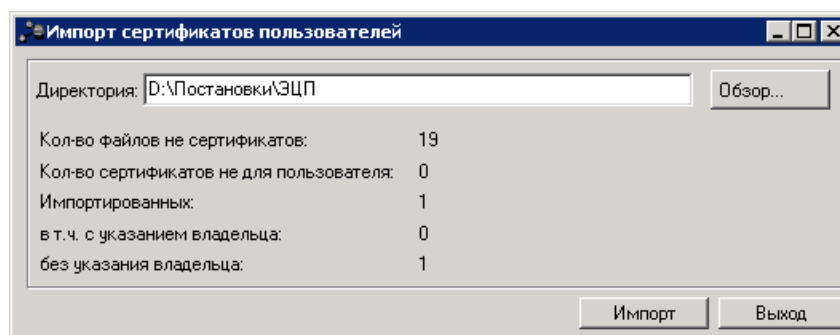 Импорт сертификатов пользователей
Директория: D:\Постановки\ЭЦП Обзор...
Кол-во файлов не сертификатов: 19
Кол-во сертификатов не для пользователя: 0
Импортированных: 1
в т.ч. с указанием владельца: 0
без указания владельца: 1
Импорт Выход